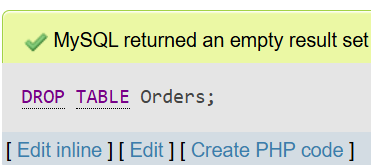 MySQL returned an empty result set
DROP TABLE Orders;
[ Edit inline ] [ Edit ] [ Create PHP code ]